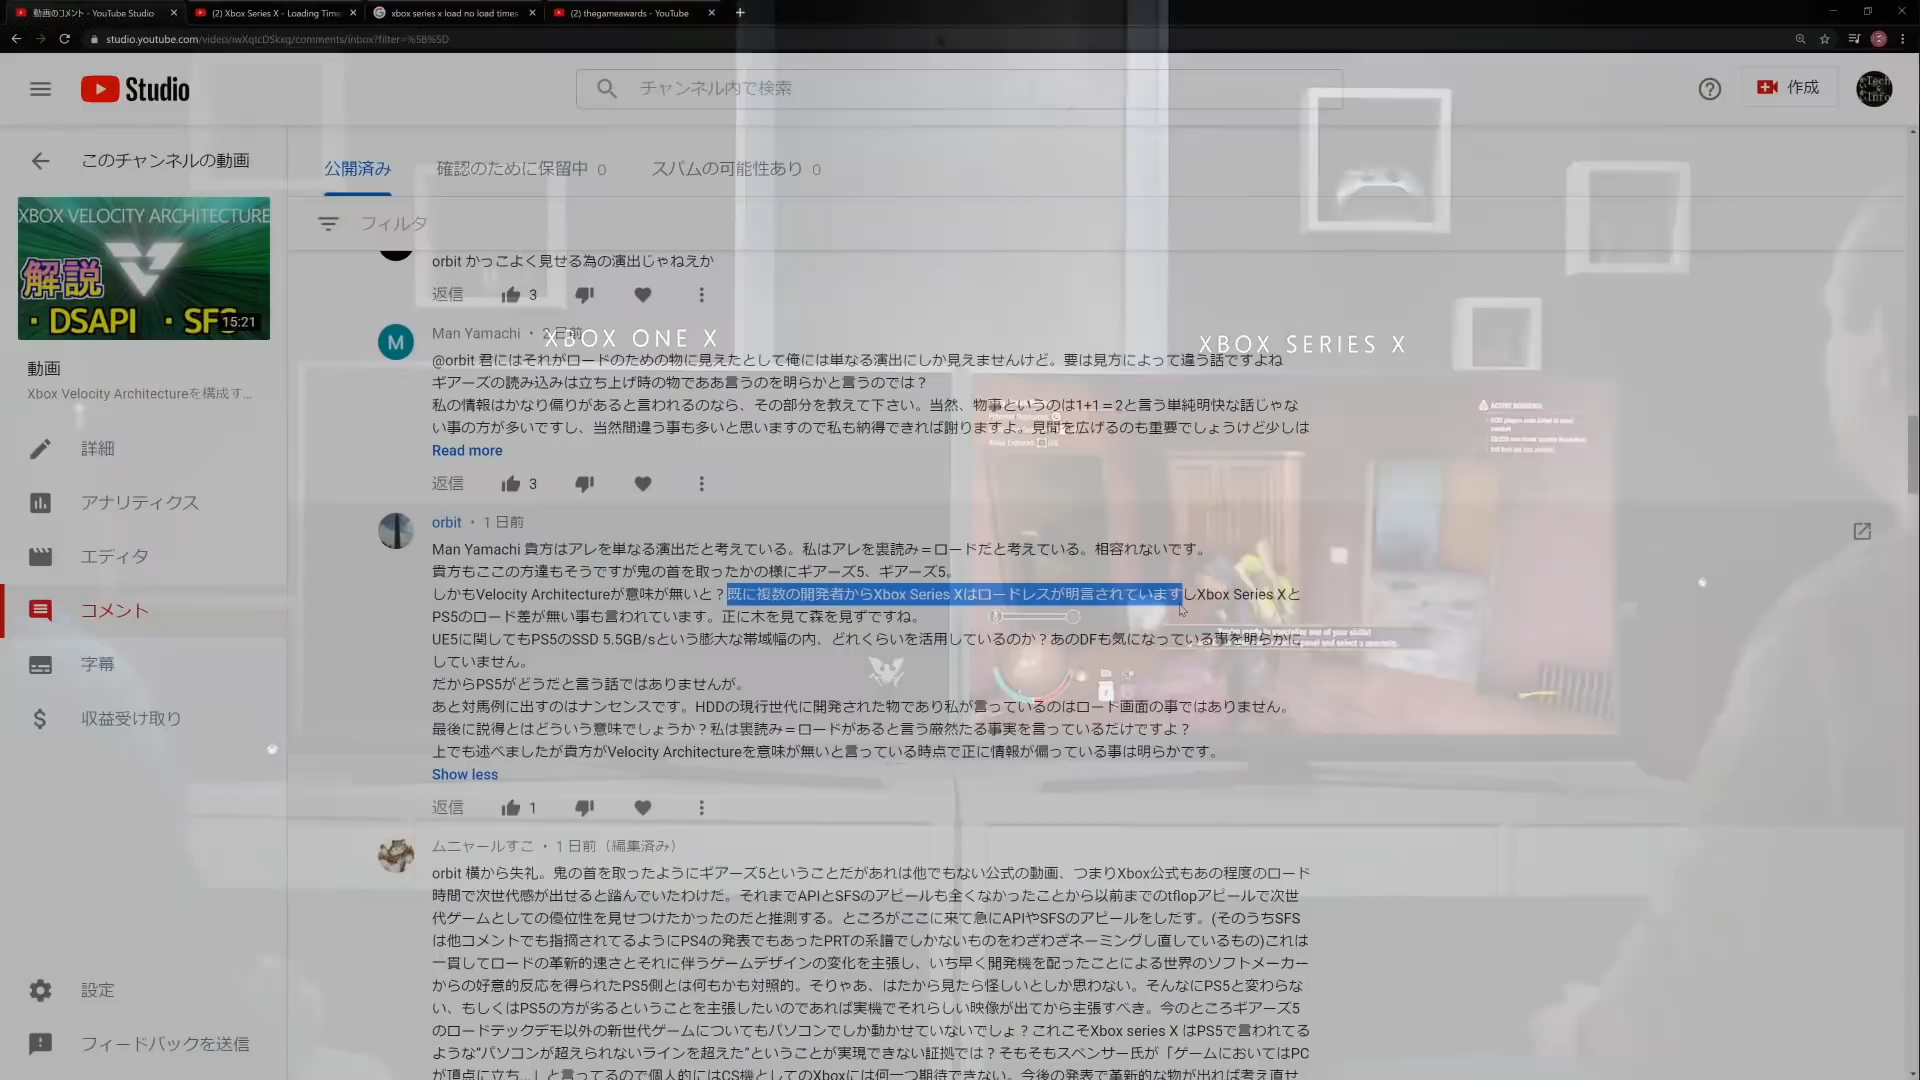 動画のコメント - YouTube Studio
(2) Xbox Series X - Loading Time
xbox series x load no load times
(2) thegameawards - YouTube
studio.youtube.com/video/iwXqIcDSkxg/comments/inbox?filter=%5B%5D
Studio
チャンネル内で検索
作成
このチャンネルの動画
公開済み
確認のために保留中 0
スパムの可能性あり 0
フィルタ
XBOX VELOCITY ARCHITECTURE
解説
・DSAPI ・SFS
15:21
動画
Xbox Velocity Architectureを構成す...
詳細
アナリティクス
エディタ
コメント
字幕
収益受け取り
設定
フィードバックを送信
orbit かっこよく見せる為の演出じゃねえか
返信 3
XBOX ONE X
XBOX SERIES X
Man Yamachi ・ 2日前
@orbit 君にはそれがロードのための物に見えたとして俺には単なる演出にしか見えませんけど。要は見方によって違う話ですよね
ギアーズの読み込みは立ち上げ時の物でああ言うのを明らかと言うのでは？
私の情報はかなり偏りがあると言われるのなら、その部分を教えて下さい。当然、物事というのは1+1＝2と言う単純明快な話じゃな
い事の方が多いですし、当然間違う事も多いと思いますので私も納得できれば謝りますよ。見聞を広げるのも重要でしょうけど少しは
Read more
返信 3
orbit ・ 1日前
Man Yamachi 貴方はアレを単なる演出だと考えている。私はアレを裏読み＝ロードだと考えている。相容れないです。
貴方もここの方達もそうですが鬼の首を取ったかの様にギアーズ5、ギアーズ5。
しかもVelocity Architectureが意味が無いと？既に複数の開発者からXbox Series Xはロードレスが明言されていますしXbox Series Xと
PS5のロード差が無い事も言われています。正に木を見て森を見ずですね。
UE5に関してもPS5のSSD 5.5GB/sという膨大な帯域幅の内、どれくらいを活用しているのか？あのDFも気になっている事を明らかに
していません。
だからPS5がどうだと言う話ではありませんが。
あと対馬例に出すのはナンセンスです。HDDの現行世代に開発された物であり私が言っているのはロード画面の事ではありません。
最後に説得とはどういう意味でしょうか？私は裏読み＝ロードがあると言う厳然たる事実を言っているだけですよ？
上でも述べましたが貴方がVelocity Architectureを意味が無いと言っている時点で正に情報が偏っている事は明らかです。
Show less
返信 1
ムニャールすこ ・ 1日前（編集済み）
orbit 横から失礼。鬼の首を取ったようにギアーズ5ということだがあれは他でもない公式の動画、つまりXbox公式もあの程度のロード
時間で次世代感が出せると踏んでいたわけだ。それまでAPIとSFSのアピールも全くなかったことから以前までのtflopアピールで次世
代ゲームとしての優位性を見せつけたかったのだと推測する。ところがここに来て急にAPIやSFSのアピールをしだす。(そのうちSFS
は他コメントでも指摘されてるようにPS4の発表でもあったPRTの系譜でしかないものをわざわざネーミングし直しているもの)これは
一貫してロードの革新的速さとそれに伴うゲームデザインの変化を主張し、いち早く開発機を配ったことによる世界のソフトメーカー
からの好意的反応を得られたPS5側とは何もかも対照的。そりゃあ、はたから見たら怪しいとしか思わない。そんなにPS5と変わらな
い、もしくはPS5の方が劣るということを主張したいのであれば実機でそれらしい映像が出てから主張すべき。今のところギアーズ5
のロードテックデモ以外の新世代ゲームについてもパソコンでしか動かせていないでしょ？これこそXbox series X はPS5で言われてる
ような"パソコンが超えられないラインを超えた"ということが実現できない証拠では？そもそもスペンサー氏が「ゲームにおいてはPC
が頂点に立ち...」と言ってるので個人的にはCS機としてのXboxには何一つ期待できない。今後の発表で革新的な物が出れば考え直せ